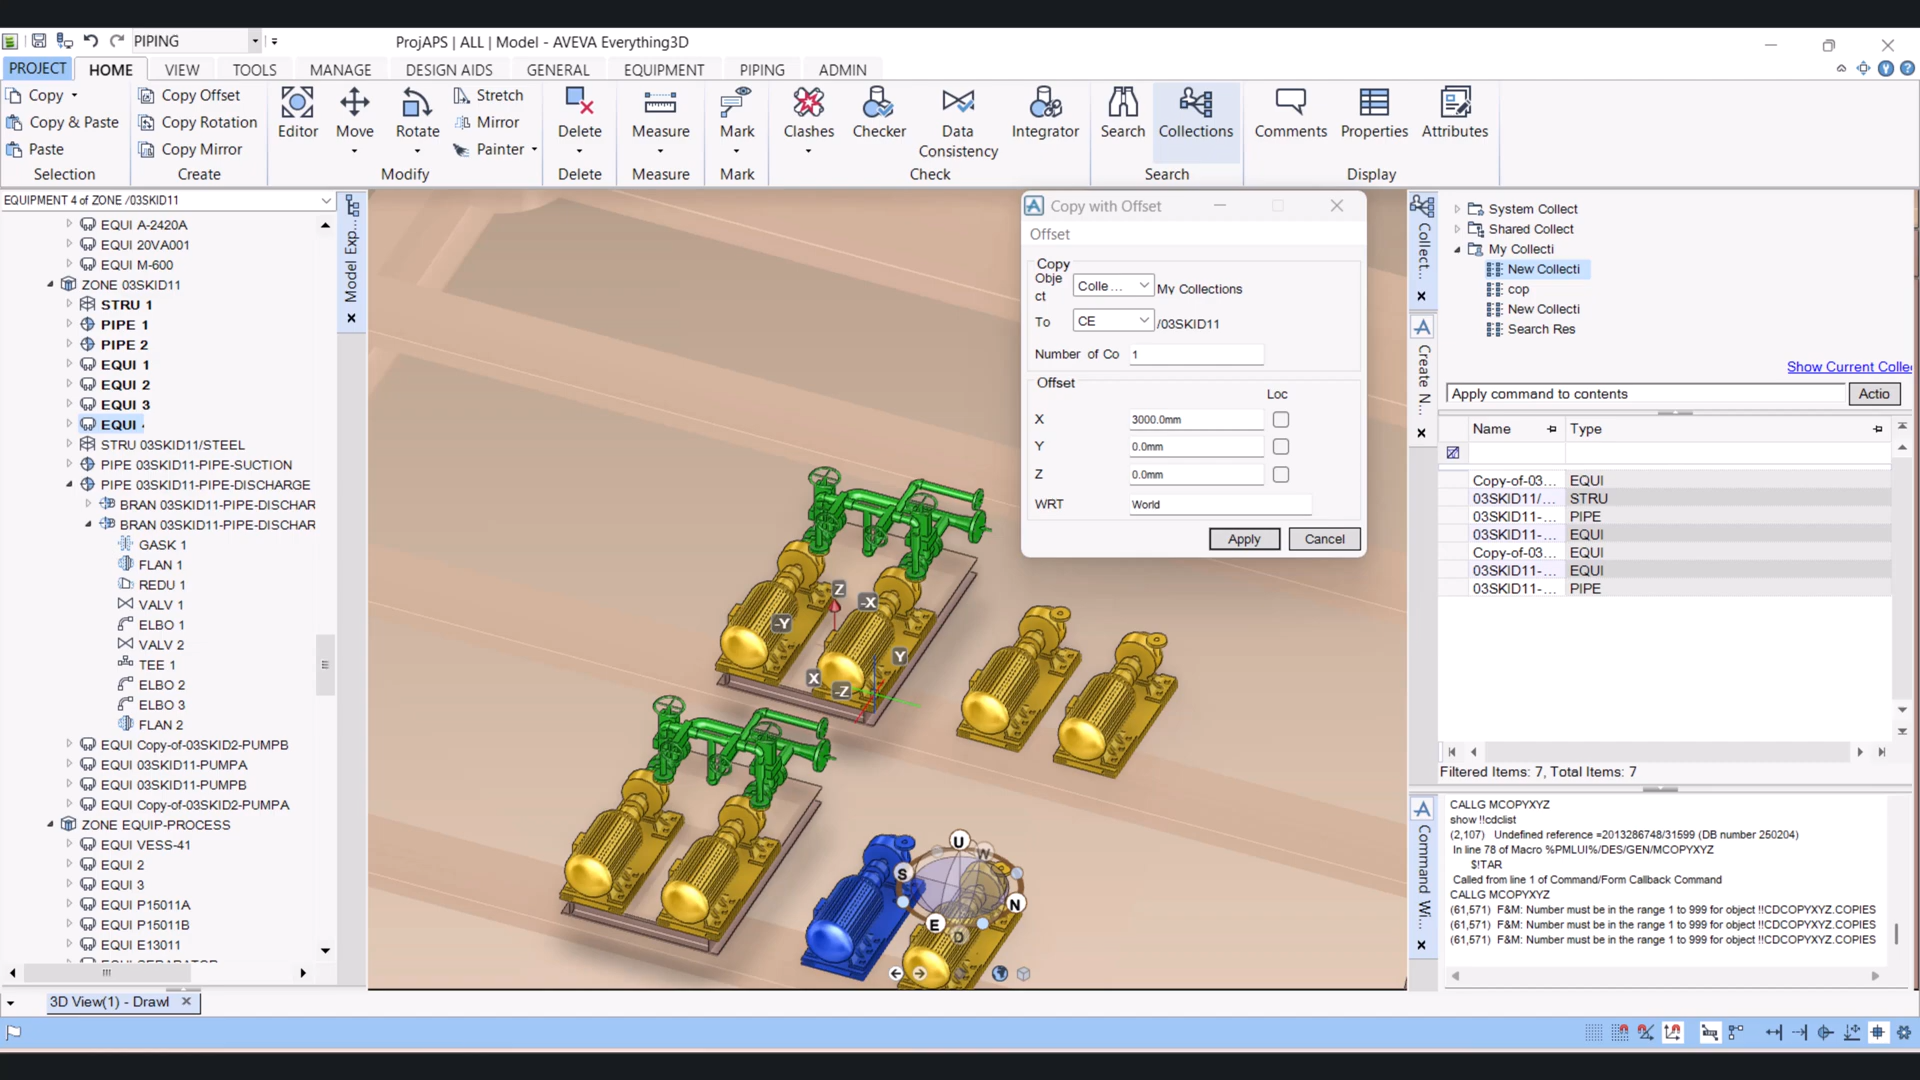 PIPING
ProjAPS | ALL | Model - AVEVA Everything3D
PROJECT
HOME
VIEW
TOOLS
MANAGE
DESIGN AIDS
GENERAL
EQUIPMENT
PIPING
ADMIN
Copy
Copy & Paste
Paste
Selection
Copy Offset
Copy Rotation
Copy Mirror
Create
Editor
Move
Rotate
Stretch
Mirror
Painter
Modify
Delete
Delete
Measure
Measure
Mark
Mark
Clashes
Checker
Data
Consistency
Integrator
Check
Search
Collections
Search
Comments
Properties
Attributes
Display
EQUIPMENT 4 of ZONE /03SKID11
EQUI A-2420A
EQUI 20VA001
EQUI M-600
ZONE 03SKID11
STRU 1
PIPE 1
PIPE 2
EQUI 1
EQUI 2
EQUI 3
EQUI
STRU 03SKID11/STEEL
PIPE 03SKID11-PIPE-SUCTION
PIPE 03SKID11-PIPE-DISCHARGE
BRAN 03SKID11-PIPE-DISCHAR
BRAN 03SKID11-PIPE-DISCHAR
GASK 1
FLAN 1
REDU 1
VALV 1
ELBO 1
VALV 2
TEE 1
ELBO 2
ELBO 3
FLAN 2
EQUI Copy-of-03SKID2-PUMPB
EQUI 03SKID11-PUMPA
EQUI 03SKID11-PUMPB
EQUI Copy-of-03SKID2-PUMPA
ZONE EQUIP-PROCESS
EQUI VESS-41
EQUI 2
EQUI 3
EQUI P15011A
EQUI P15011B
EQUI E13011
Model Exp...
Copy with Offset
Offset
Copy
Obje
ct
Colle ...
My Collections
To
CE
/03SKID11
Number of Co
1
Offset
Loc
X
3000.0mm
Y
0.0mm
Z
0.0mm
WRT
World
Apply
Cancel
Z
-X
-Y
Y
X
-Z
U
W
S
N
E
D
Collect...
Create N...
Command Wi...
System Collect
Shared Collect
My Collecti
New Collecti
cop
New Collecti
Search Res
Show Current Colle
Apply command to contents
Actio
Name
Type
Copy-of-03... EQUI
03SKID11/... STRU
03SKID11-... PIPE
03SKID11-... EQUI
Copy-of-03... EQUI
03SKID11-... EQUI
03SKID11-... PIPE
Filtered Items: 7, Total Items: 7
CALLG MCOPYXYZ
show !!cdclist
(2,107) Undefined reference =2013286748/31599 (DB number 250204)
In line 78 of Macro %PMLUI%/DES/GEN/MCOPYXYZ
$!TAR
Called from line 1 of Command/Form Callback Command
CALLG MCOPYXYZ
(61,571) F&M: Number must be in the range 1 to 999 for object !!CDCOPYXYZ.COPIES
(61,571) F&M: Number must be in the range 1 to 999 for object !!CDCOPYXYZ.COPIES
(61,571) F&M: Number must be in the range 1 to 999 for object !!CDCOPYXYZ.COPIES
3D View(1) - Drawl